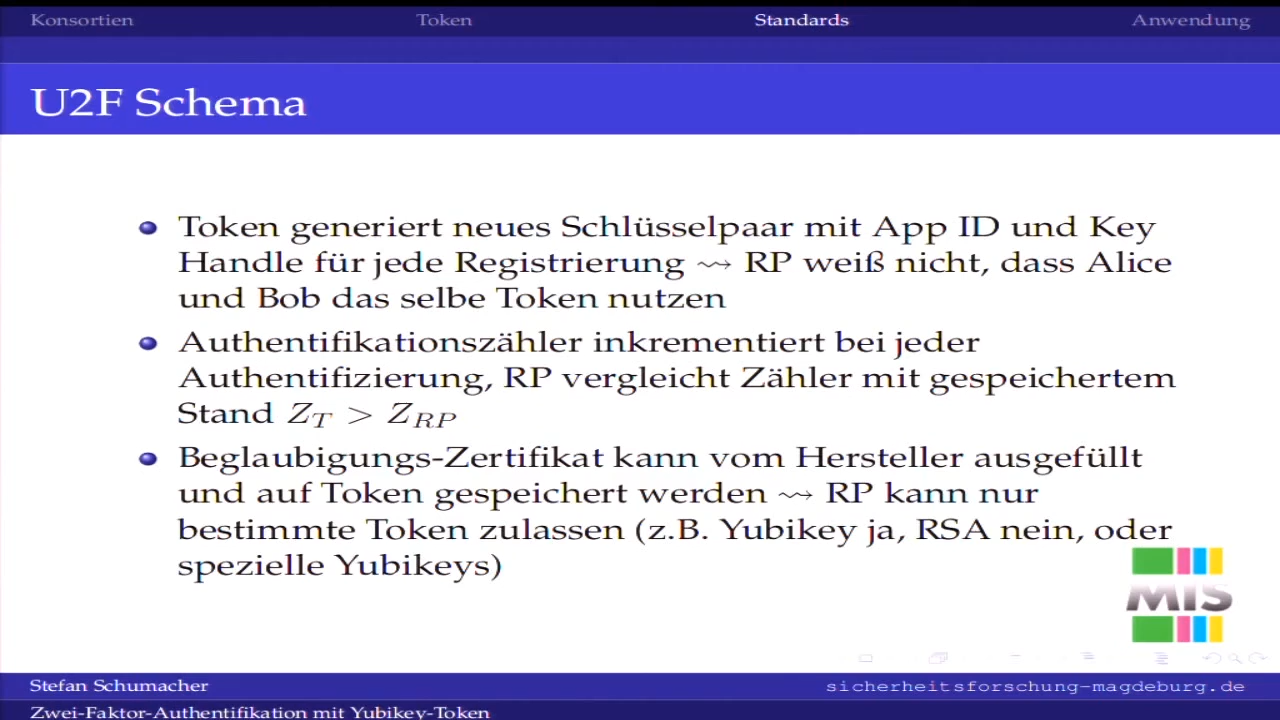 Konsortien Token Standards Anwendung
U2F Schema
Token generiert neues Schlüsselpaar mit App ID und Key
Handle für jede Registrierung ⇝ RP weiß nicht, dass Alice
und Bob das selbe Token nutzen
Authentifikationszähler inkrementiert bei jeder
Authentifizierung, RP vergleicht Zähler mit gespeichertem
Stand Z_T > Z_RP
Beglaubigungs-Zertifikat kann vom Hersteller ausgefüllt
und auf Token gespeichert werden ⇝ RP kann nur
bestimmte Token zulassen (z.B. Yubikey ja, RSA nein, oder
spezielle Yubikeys)
MIS
Stefan Schumacher sicherheitsforschung-magdeburg.de
Zwei-Faktor-Authentifikation mit Yubikey-Token